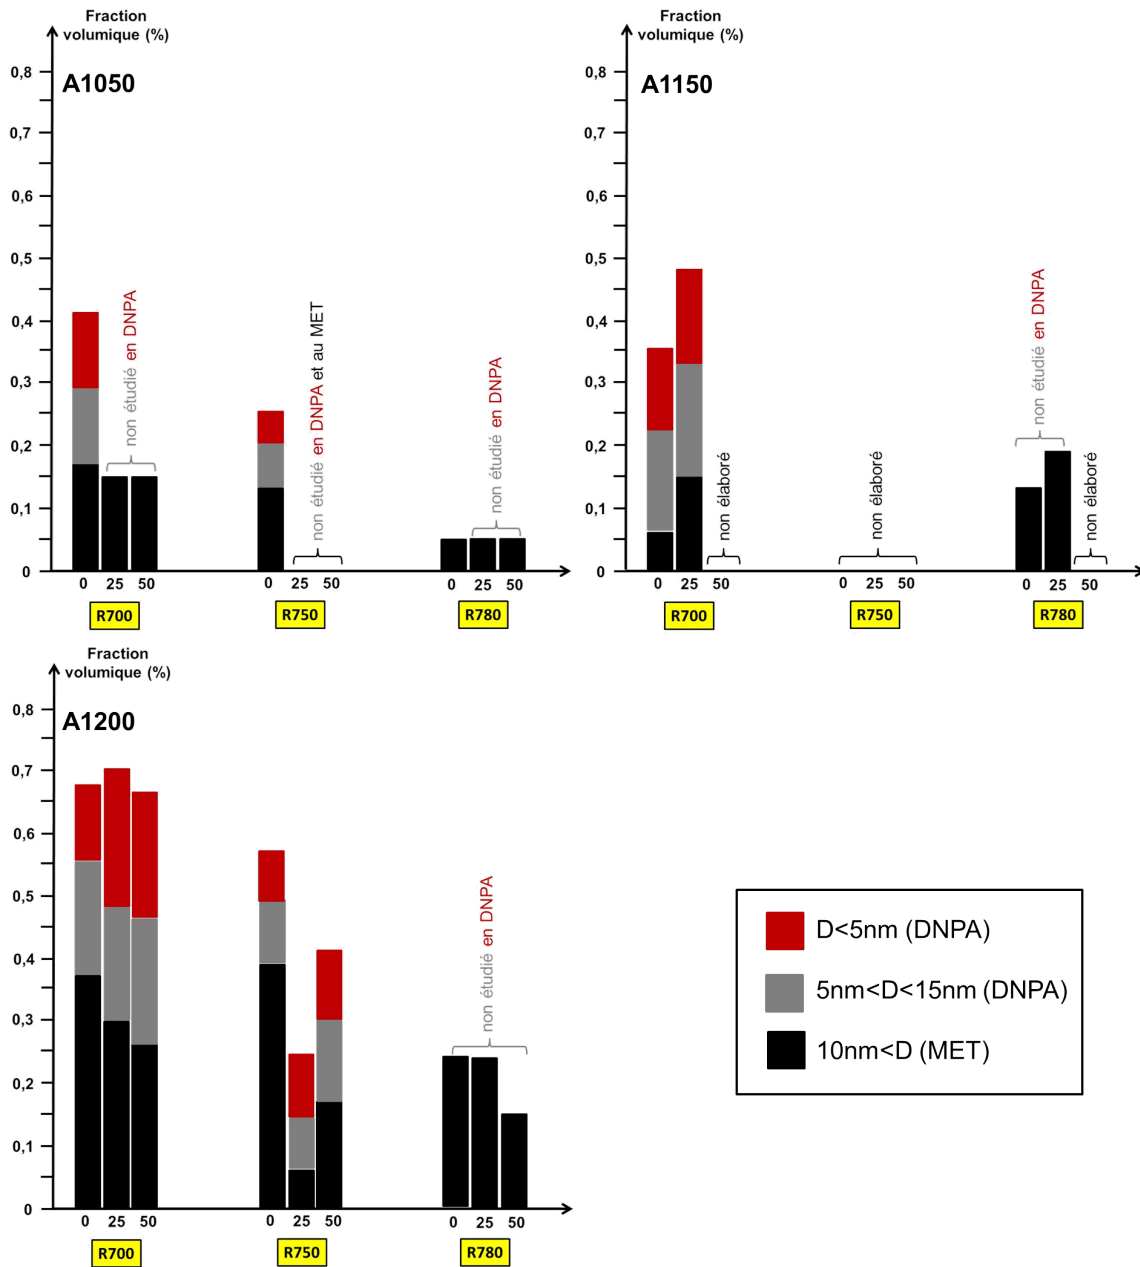 Fraction
volumique (%)
A1050
0,8
0,7
0,6
0,5
0,4
0,3
0,2
0,1
0
non étudié en DNPA
non étudié en DNPA et au MET
non étudié en DNPA
0 25 50 0 25 50 0 25 50
R700 R750 R780
Fraction
volumique (%)
A1150
0,8
0,7
0,6
0,5
0,4
0,3
0,2
0,1
0
non élaboré
non élaboré
non étudié en DNPA
non élaboré
0 25 50 0 25 50 0 25 50
R700 R750 R780
Fraction
volumique (%)
A1200
0,8
0,7
0,6
0,5
0,4
0,3
0,2
0,1
0
non étudié en DNPA
0 25 50 0 25 50 0 25 50
R700 R750 R780
D<5nm (DNPA)
5nm<D<15nm (DNPA)
10nm<D (MET)